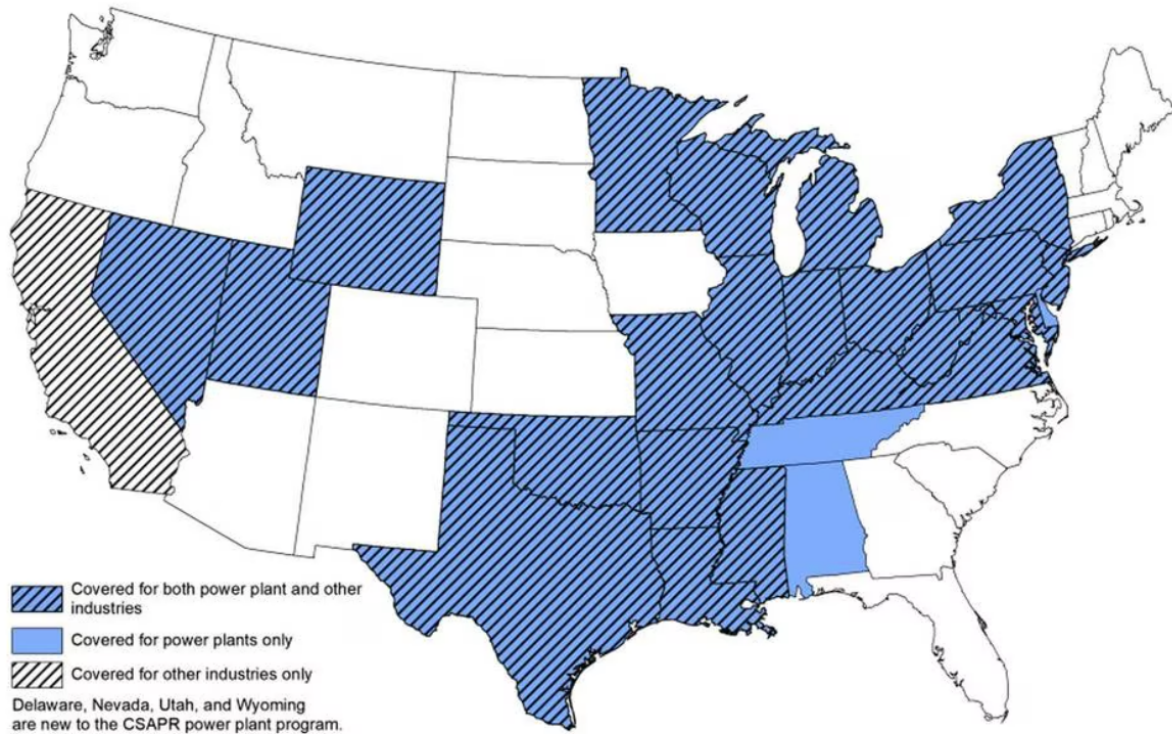 Covered for both power plant and other
industries
Covered for power plants only
Covered for other industries only
Delaware, Nevada, Utah, and Wyoming
are new to the CSAPR power plant program.